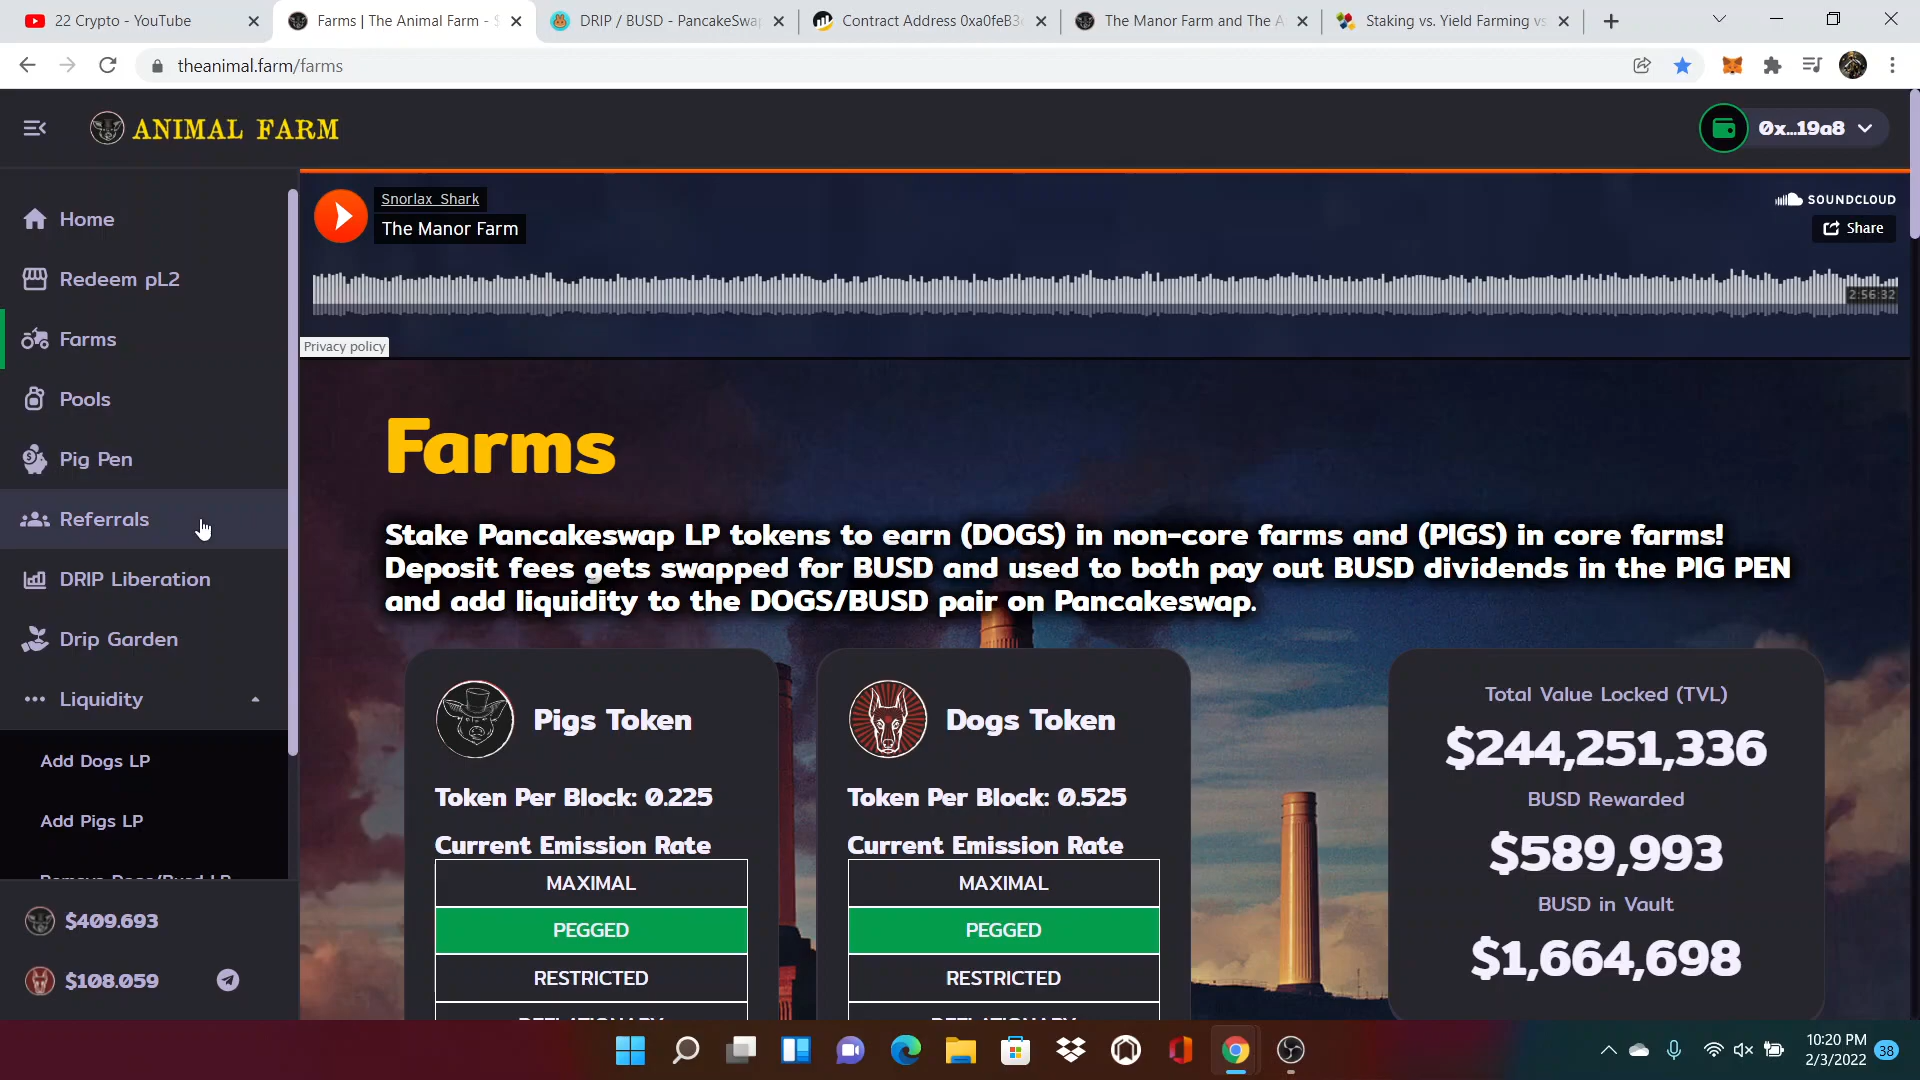 22 Crypto - YouTube
Farms | The Animal Farm - $
DRIP / BUSD - PancakeSwap
Contract Address 0xa0feB3
The Manor Farm and The A
Staking vs. Yield Farming vs
theanimal.farm/farms
ANIMAL FARM
0x...19a8
Home
Redeem pL2
Farms
Pools
Pig Pen
Referrals
DRIP Liberation
Drip Garden
Liquidity
Add Dogs LP
Add Pigs LP
Remove Dogs/Busd LP
$409.693
$108.059
Snorlax_Shark
The Manor Farm
SOUNDCLOUD
Share
2:56:32
Privacy policy
Farms
Stake Pancakeswap LP tokens to earn (DOGS) in non-core farms and (PIGS) in core farms!
Deposit fees gets swapped for BUSD and used to both pay out BUSD dividends in the PIG PEN
and add liquidity to the DOGS/BUSD pair on Pancakeswap.
Pigs Token
Token Per Block: 0.225
Current Emission Rate
MAXIMAL
PEGGED
RESTRICTED
DEFLATIONARY
Dogs Token
Token Per Block: 0.525
Current Emission Rate
MAXIMAL
PEGGED
RESTRICTED
DEFLATIONARY
Total Value Locked (TVL)
$244,251,336
BUSD Rewarded
$589,993
BUSD in Vault
$1,664,698
10:20 PM
2/3/2022
38